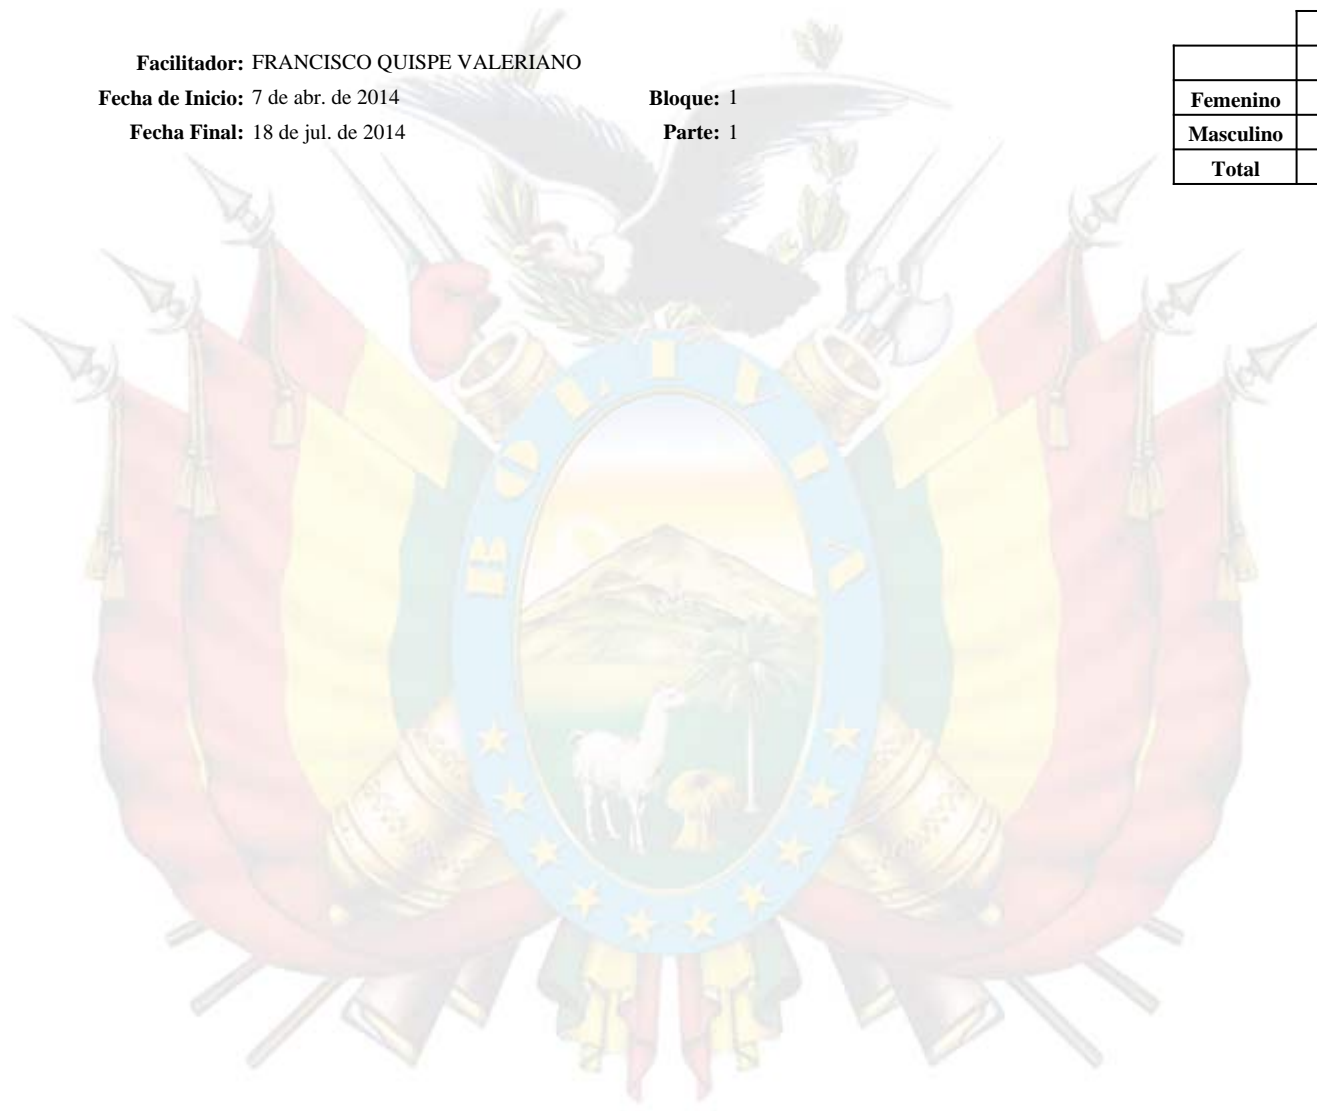 Facilitador: FRANCISCO QUISPE VALERIANO
Fecha de Inicio: 7 de abr. de 2014 Bloque: 1
Fecha Final: 18 de jul. de 2014 Parte: 1
Femenino
Masculino
Total
BOLIVIA